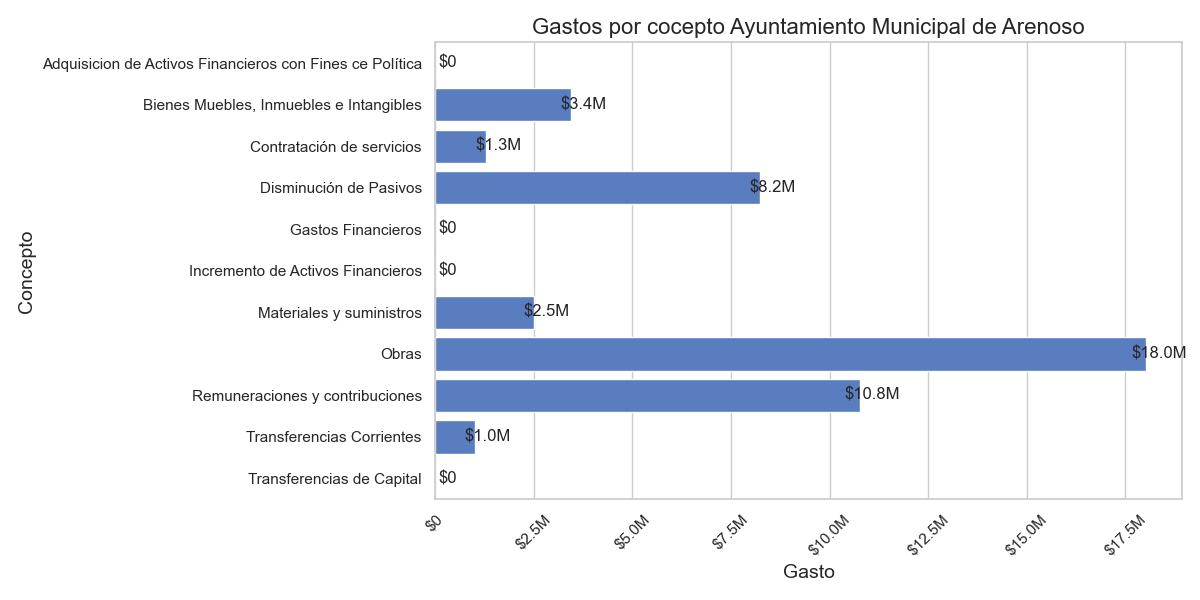 Gastos por cocepto Ayuntamiento Municipal de Arenoso
Adquisicion de Activos Financieros con Fines ce Política $0
Bienes Muebles, Inmuebles e Intangibles $3.4M
Contratación de servicios $1.3M
Disminución de Pasivos $8.2M
Gastos Financieros $0
Incremento de Activos Financieros $0
Materiales y suministros $2.5M
Obras $18.0M
Remuneraciones y contribuciones $10.8M
Transferencias Corrientes $1.0M
Transferencias de Capital $0
Concepto
$0 $2.5M $5.0M $7.5M $10.0M $12.5M $15.0M $17.5M
Gasto